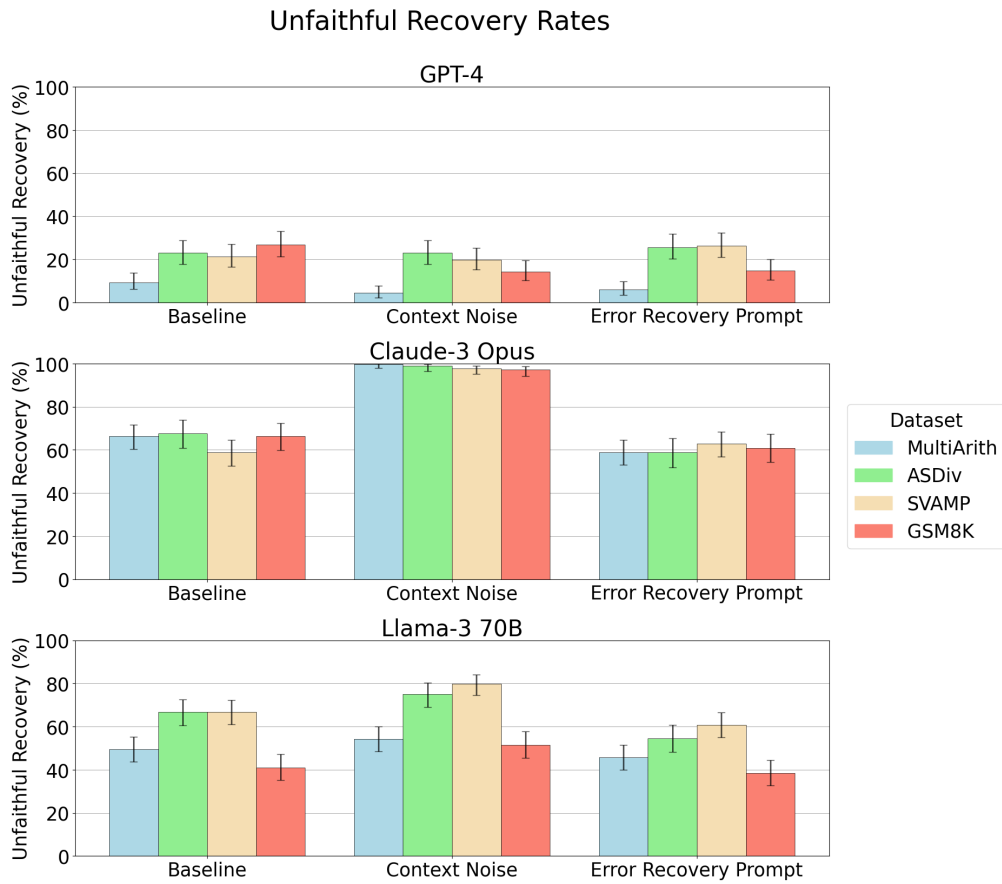 Unfaithful Recovery Rates
GPT-4
Unfaithful Recovery (%)
100
80
60
40
20
0
Baseline Context Noise Error Recovery Prompt
Claude-3 Opus
Unfaithful Recovery (%)
100
80
60
40
20
0
Baseline Context Noise Error Recovery Prompt
Dataset
MultiArith
ASDiv
SVAMP
GSM8K
Llama-3 70B
Unfaithful Recovery (%)
100
80
60
40
20
0
Baseline Context Noise Error Recovery Prompt